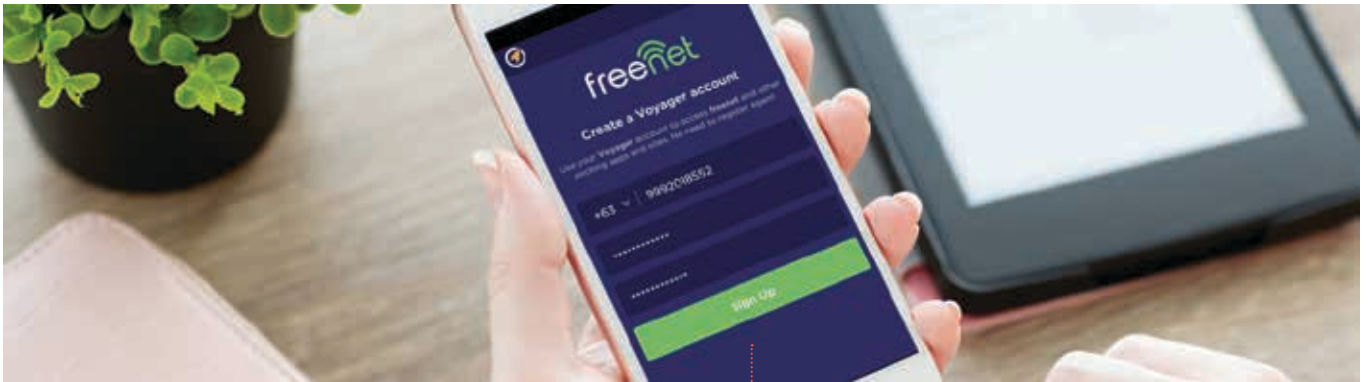 freenet
Create a Voyager account
Use your Voyager account to access freenet and other
exciting apps and sites. No need to register again!
+63 9992018552
••••••••••••
••••••••••••
Sign Up